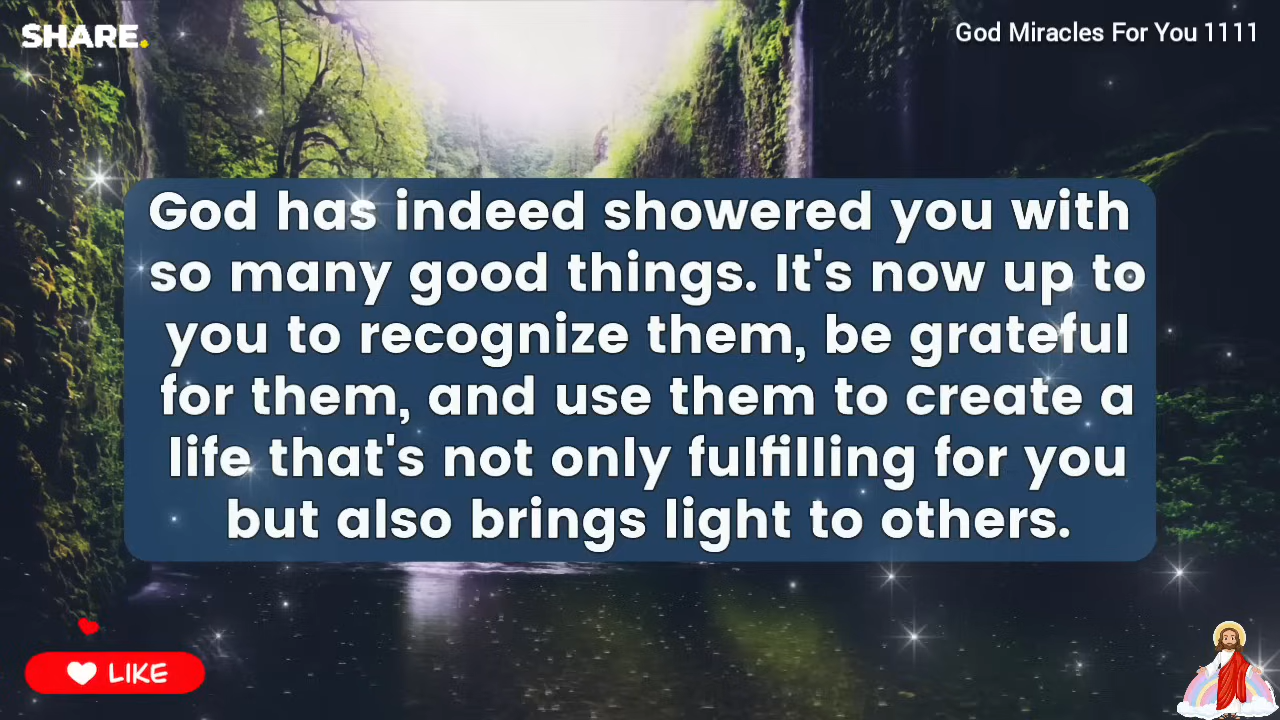 SHARE.
God Miracles For You 1111
God has indeed showered you with
so many good things. It's now up to
you to recognize them, be grateful
for them, and use them to create a
life that's not only fulfilling for you
but also brings light to others.
LIKE